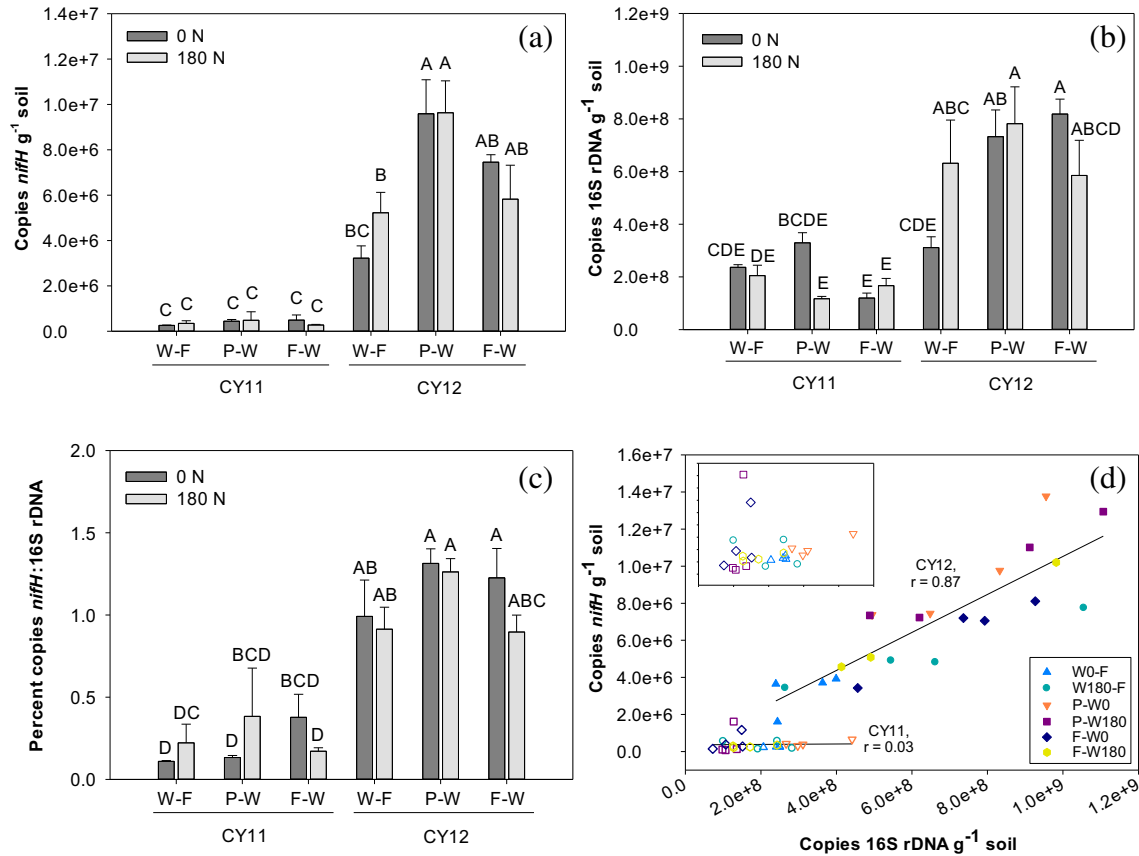 (a)
0 N
180 N
Copies nifH g-1 soil
1.4e+7
1.2e+7
1.0e+7
8.0e+6
6.0e+6
4.0e+6
2.0e+6
0.0
C C C C C C BC B A A AB AB
W-F P-W F-W W-F P-W F-W
CY11 CY12
(b)
0 N
180 N
Copies 16S rDNA g-1 soil
1.2e+9
1.0e+9
8.0e+8
6.0e+8
4.0e+8
2.0e+8
0.0
CDE DE BCDE E E E CDE ABC AB A A ABCD
W-F P-W F-W W-F P-W F-W
CY11 CY12
(c)
0 N
180 N
Percent copies nifH:16S rDNA
2.0
1.5
1.0
0.5
0.0
D DC D BCD BCD D AB AB A A A ABC
W-F P-W F-W W-F P-W F-W
CY11 CY12
(d)
Copies nifH g-1 soil
1.6e+7
1.4e+7
1.2e+7
1.0e+7
8.0e+6
6.0e+6
4.0e+6
2.0e+6
0.0
CY12,
r = 0.87
CY11,
r = 0.03
W0-F
W180-F
P-W0
P-W180
F-W0
F-W180
0.0 2.0e+8 4.0e+8 6.0e+8 8.0e+8 1.0e+9 1.2e+9
Copies 16S rDNA g-1 soil